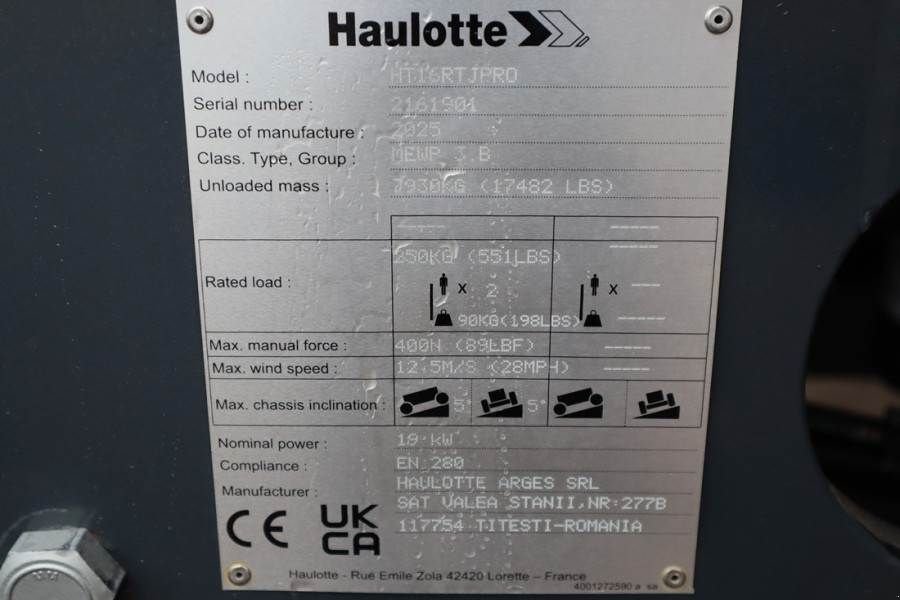 Haulotte
Model : HT16RTJPRO
Serial number : 2161904
Date of manufacture : 2025
Class. Type, Group : MEWP 3.B
Unloaded mass : 7930KG (17482 LBS)
----- -----
Rated load : 250KG (551LBS) -----
x 2 x ---
90KG(198LBS) -----
Max. manual force : 400N (89LBF) -----
Max. wind speed : 12.5M/S (28MPH) -----
Max. chassis inclination : 5° 5°
Nominal power : 19 kW
Compliance : EN 280
Manufacturer : HAULOTTE ARGES SRL
SAT VALEA STANII,NR:277B
117754 TITESTI-ROMANIA
CE UK
CA
Haulotte - Rue Emile Zola 42420 Lorette – France
4001272590 a sa